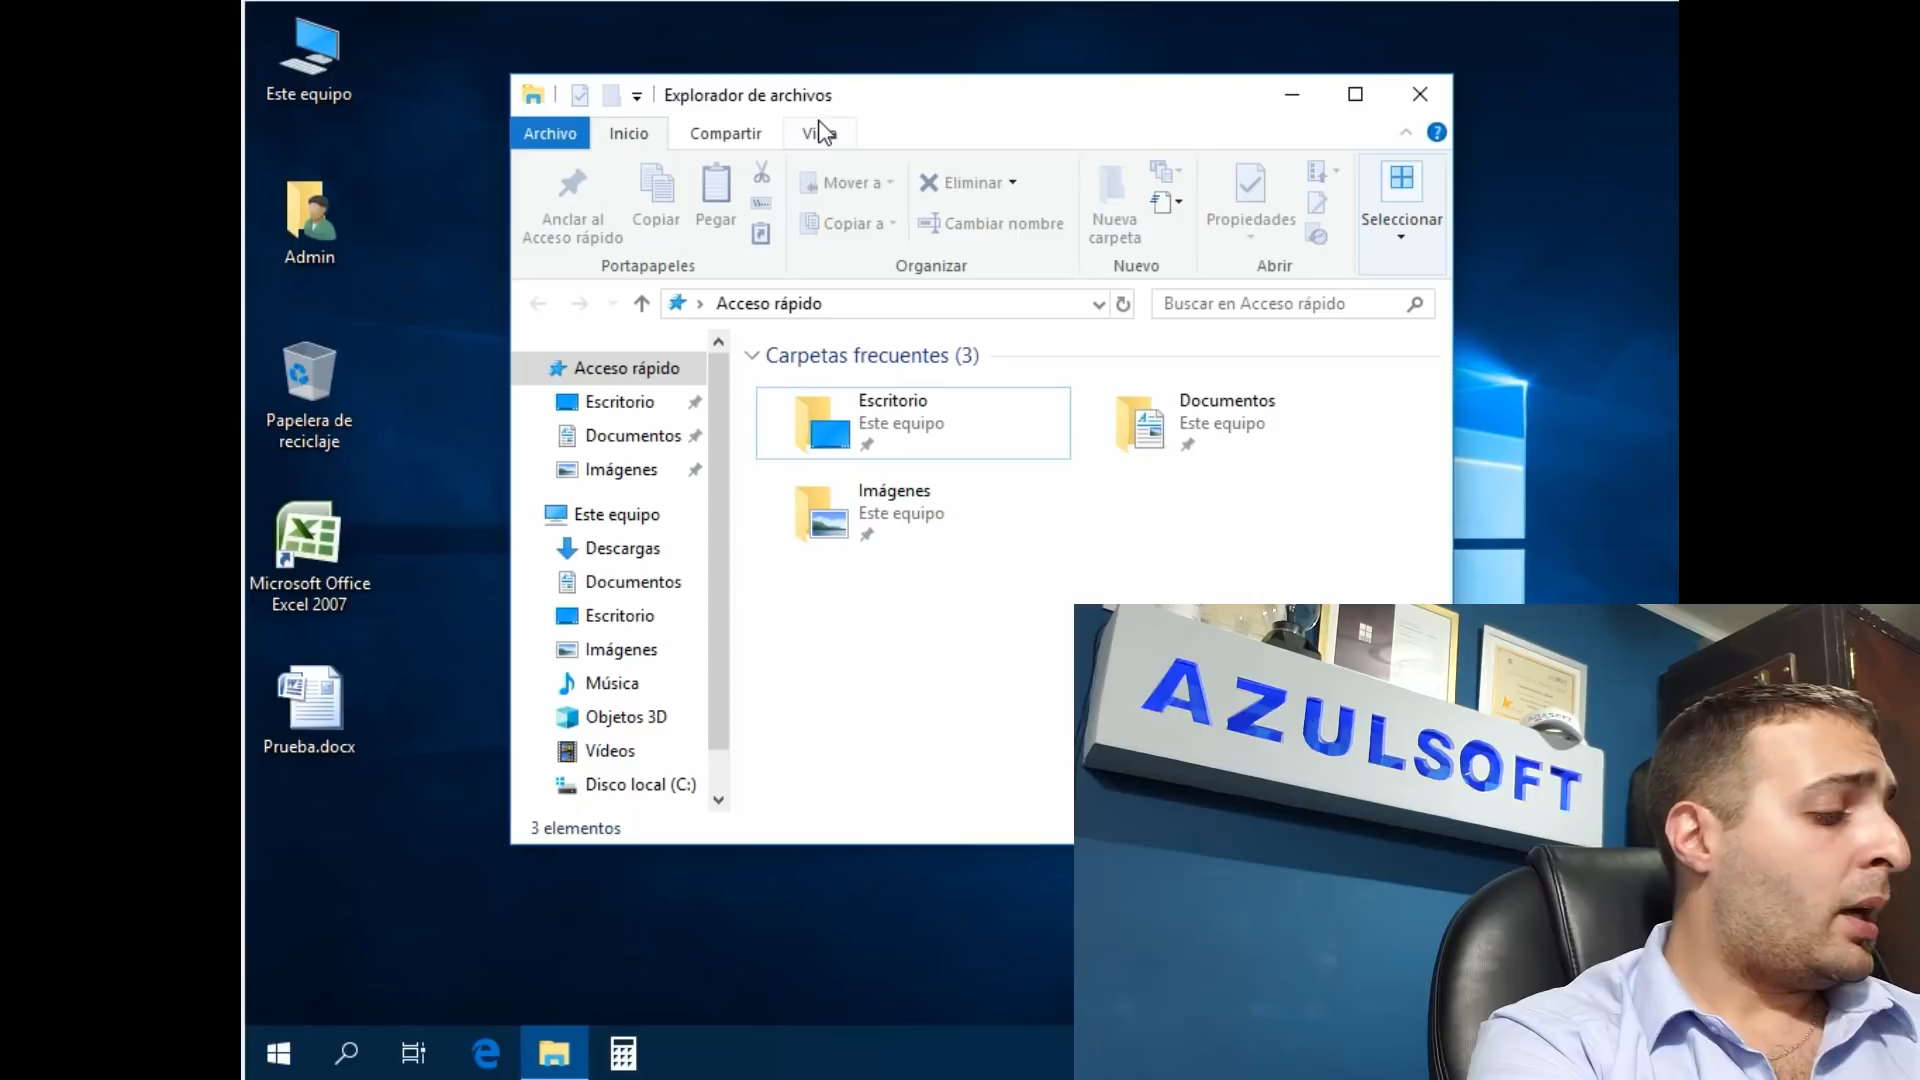 Este equipo
Admin
Papelera de
reciclaje
Microsoft Office
Excel 2007
Prueba.docx
Explorador de archivos
Archivo
Inicio
Compartir
Anclar al
Acceso rápido
Copiar
Pegar
Portapapeles
Mover a
Copiar a
Eliminar
Cambiar nombre
Organizar
Nueva
carpeta
Nuevo
Propiedades
Abrir
Seleccionar
Acceso rápido
Buscar en Acceso rápido
Acceso rápido
Escritorio
Documentos
Imágenes
Este equipo
Descargas
Documentos
Escritorio
Imágenes
Música
Objetos 3D
Vídeos
Disco local (C:)
3 elementos
Carpetas frecuentes (3)
Escritorio
Este equipo
Documentos
Este equipo
Imágenes
Este equipo
AZULSOFT